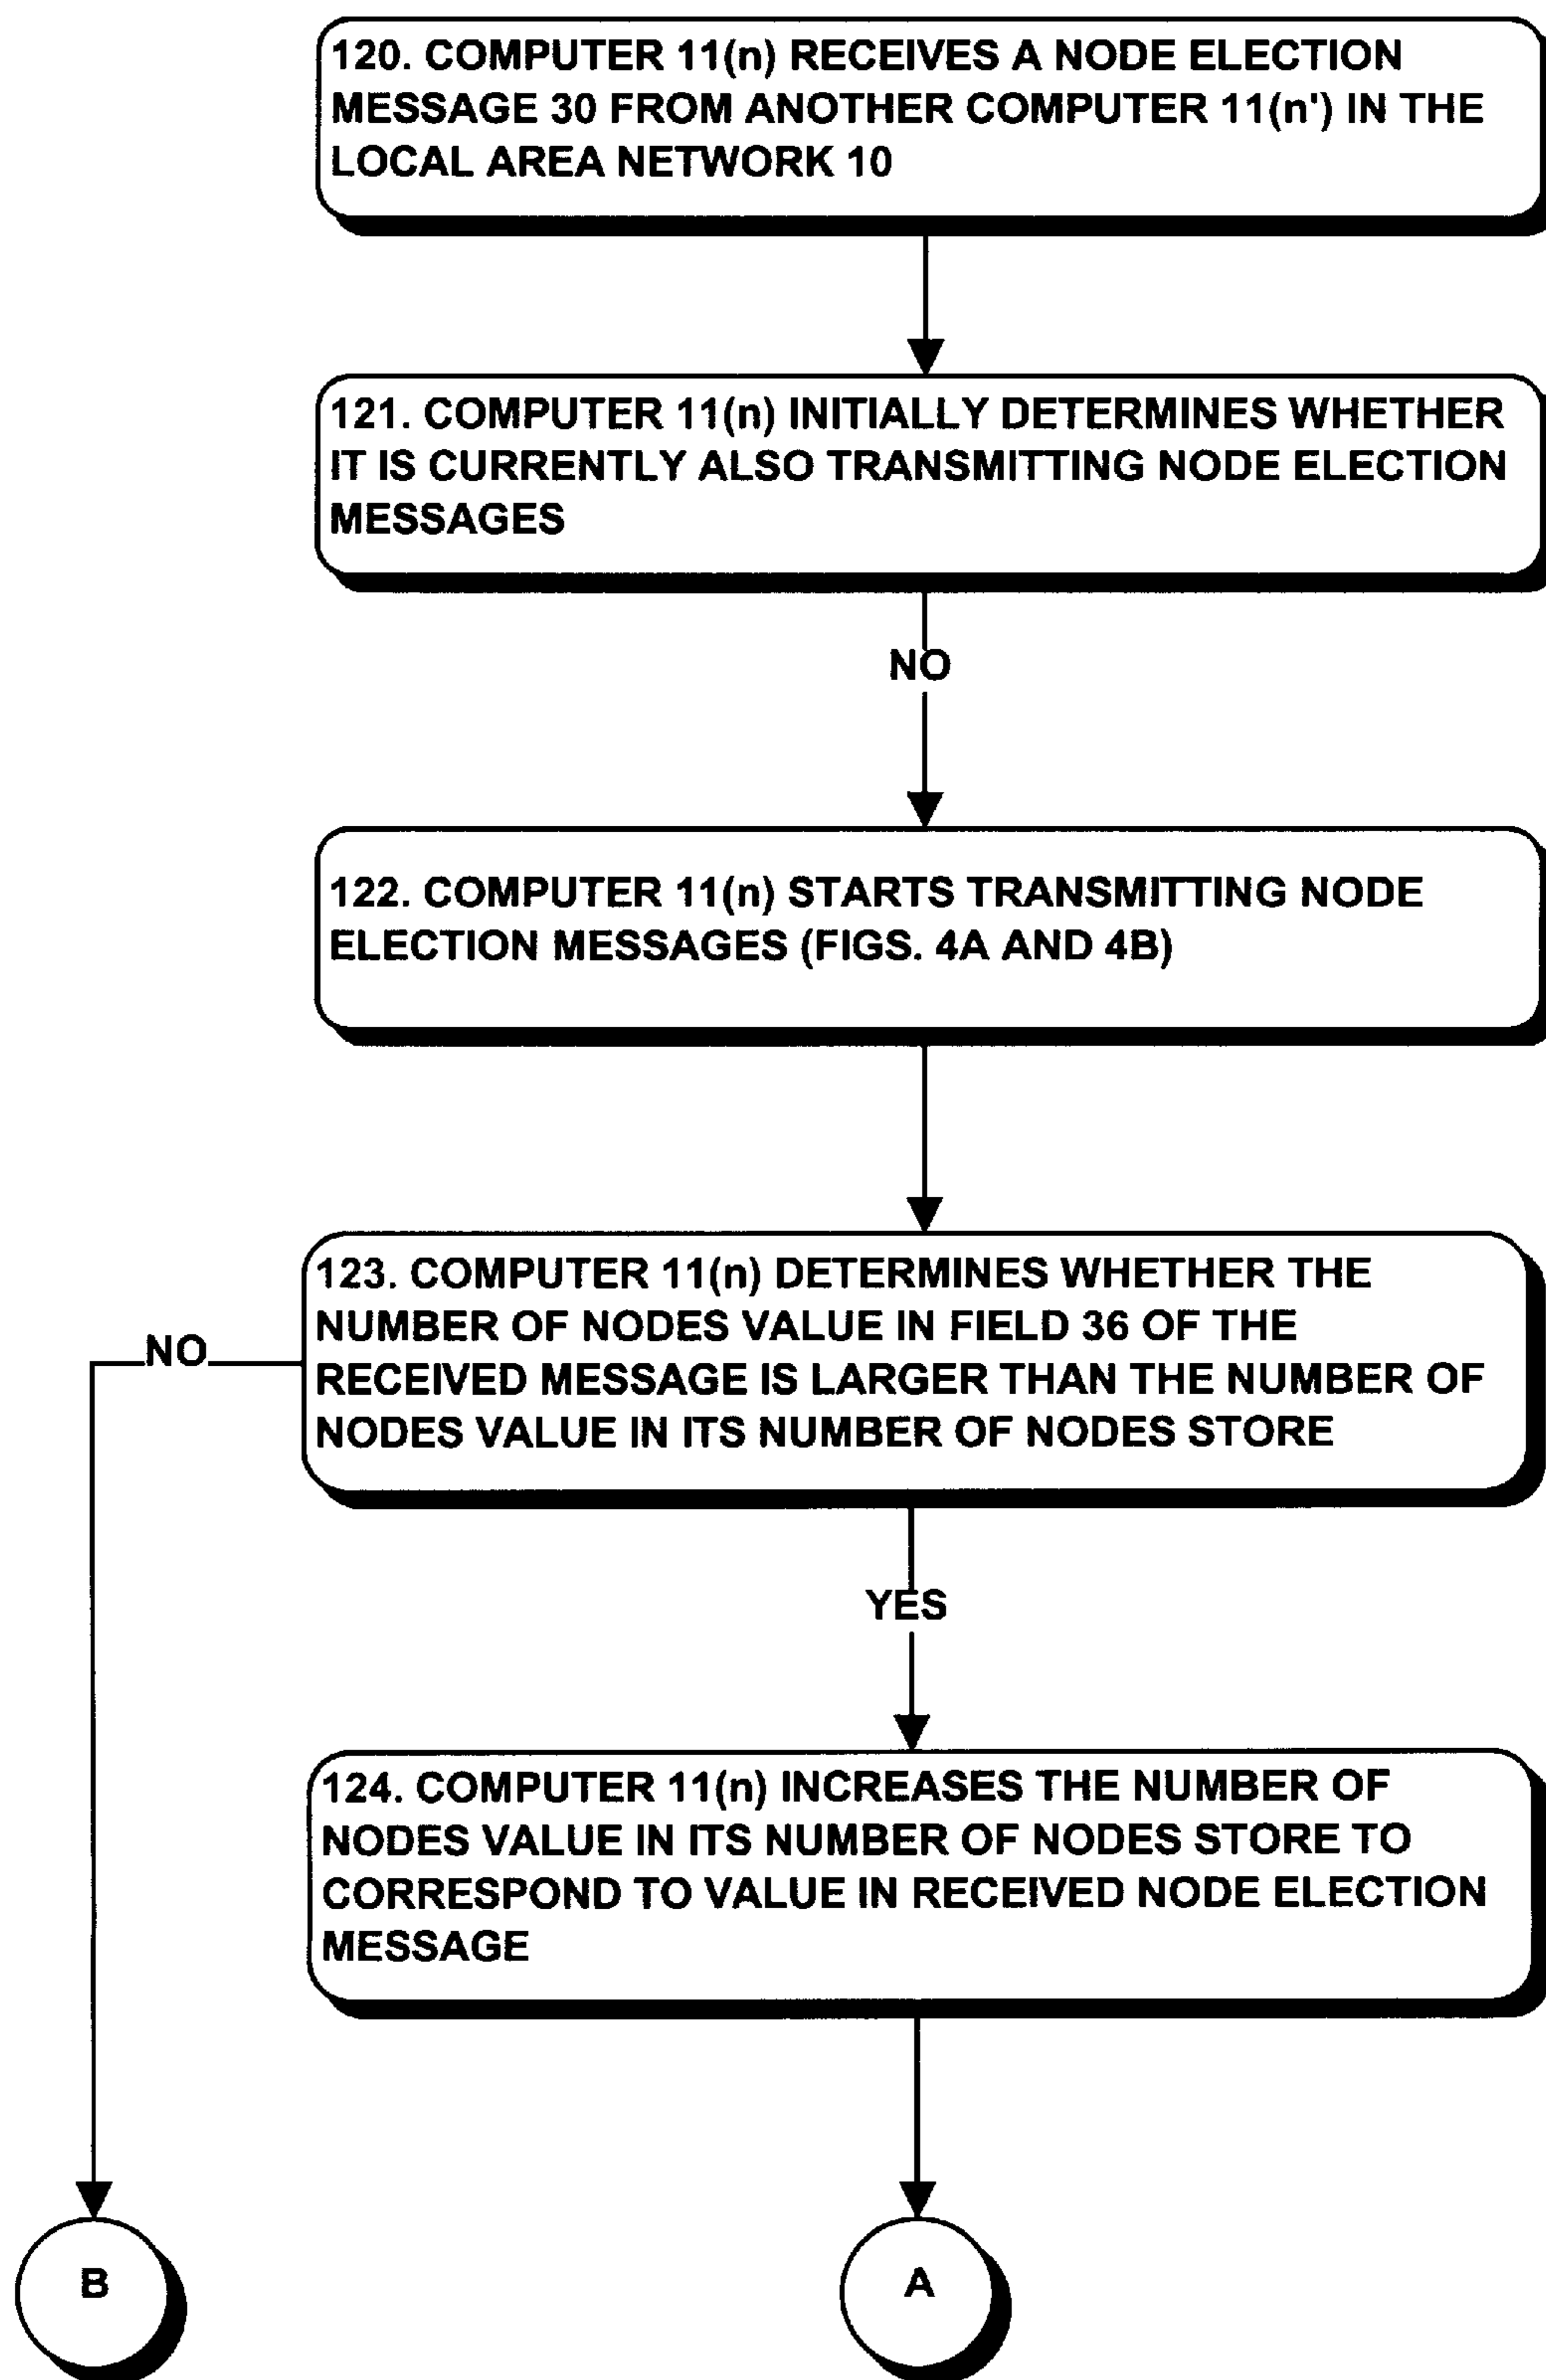 120. COMPUTER 11(n) RECEIVES A NODE ELECTION
MESSAGE 30 FROM ANOTHER COMPUTER 11(n') IN THE
LOCAL AREA NETWORK 10
121. COMPUTER 11(n) INITIALLY DETERMINES WHETHER
IT IS CURRENTLY ALSO TRANSMITTING NODE ELECTION
MESSAGES
NO
122. COMPUTER 11(n) STARTS TRANSMITTING NODE
ELECTION MESSAGES (FIGS. 4A AND 4B)
123. COMPUTER 11(n) DETERMINES WHETHER THE
NUMBER OF NODES VALUE IN FIELD 36 OF THE
RECEIVED MESSAGE IS LARGER THAN THE NUMBER OF
NODES VALUE IN ITS NUMBER OF NODES STORE
NO
YES
124. COMPUTER 11(n) INCREASES THE NUMBER OF
NODES VALUE IN ITS NUMBER OF NODES STORE TO
CORRESPOND TO VALUE IN RECEIVED NODE ELECTION
MESSAGE
B
A